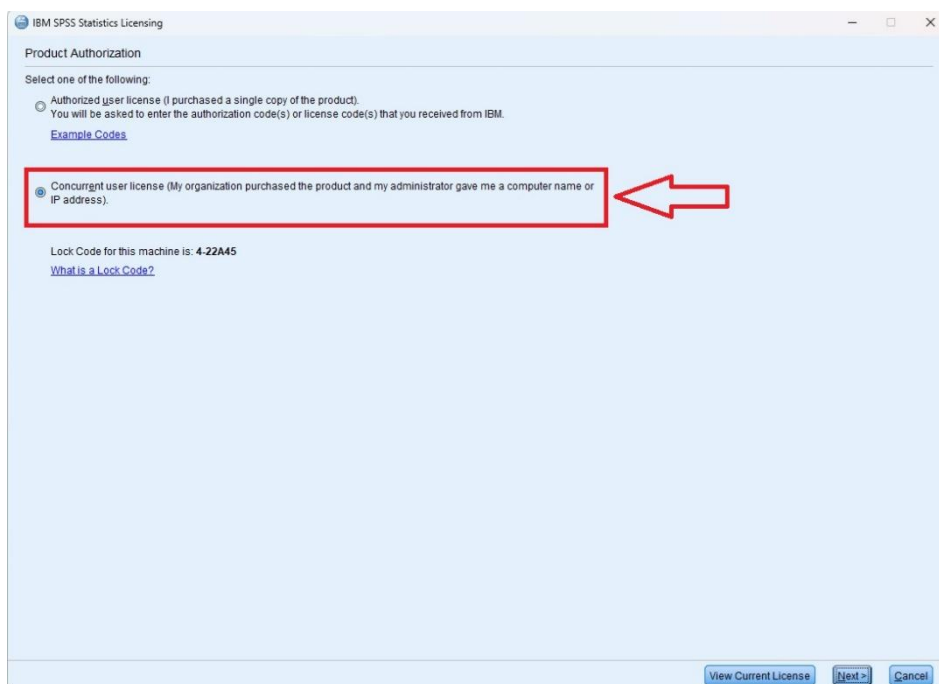 IBM SPSS Statistics Licensing
Product Authorization
Select one of the following:
Authorized user license (I purchased a single copy of the product).
You will be asked to enter the authorization code(s) or license code(s) that you received from IBM.
Example Codes
Concurrent user license (My organization purchased the product and my administrator gave me a computer name or
IP address).
Lock Code for this machine is: 4-22A45
What is a Lock Code?
View Current License Next > Cancel